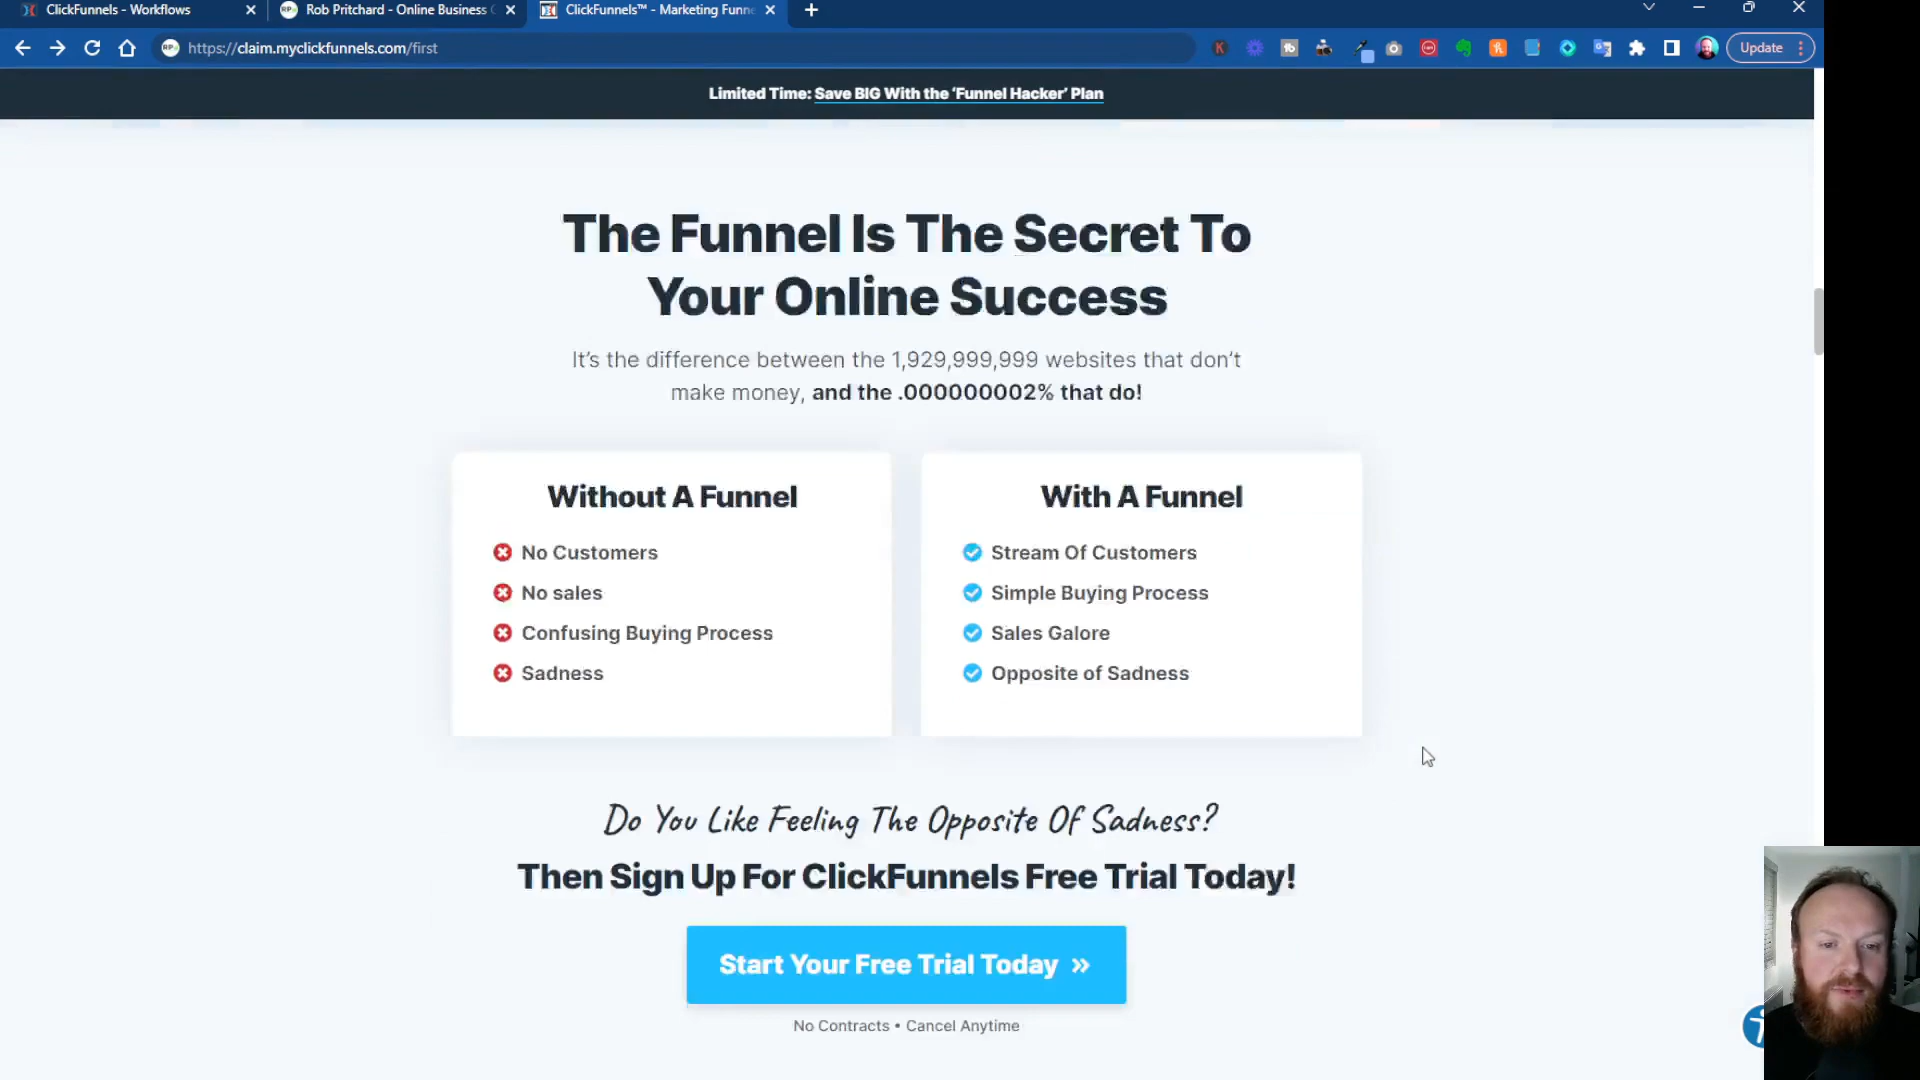 ClickFunnels - Workflows
Rob Pritchard - Online Business
ClickFunnels™ - Marketing Funne
https://claim.myclickfunnels.com/first
Update
Limited Time: Save BIG With the ‘Funnel Hacker’ Plan
The Funnel Is The Secret To
Your Online Success
It’s the difference between the 1,929,999,999 websites that don’t
make money, and the .000000002% that do!
Without A Funnel
No Customers
No sales
Confusing Buying Process
Sadness
With A Funnel
Stream Of Customers
Simple Buying Process
Sales Galore
Opposite of Sadness
Do You Like Feeling The Opposite Of Sadness?
Then Sign Up For ClickFunnels Free Trial Today!
Start Your Free Trial Today »
No Contracts • Cancel Anytime